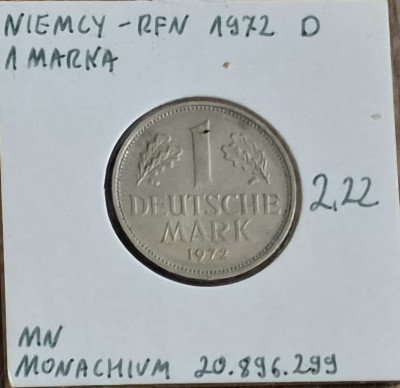 NIEMCY - RFN 1972 D
1 MARKA
1
DEUTSCHE
MARK
1972
2,22
MN
MONACHIUM 20.896.299